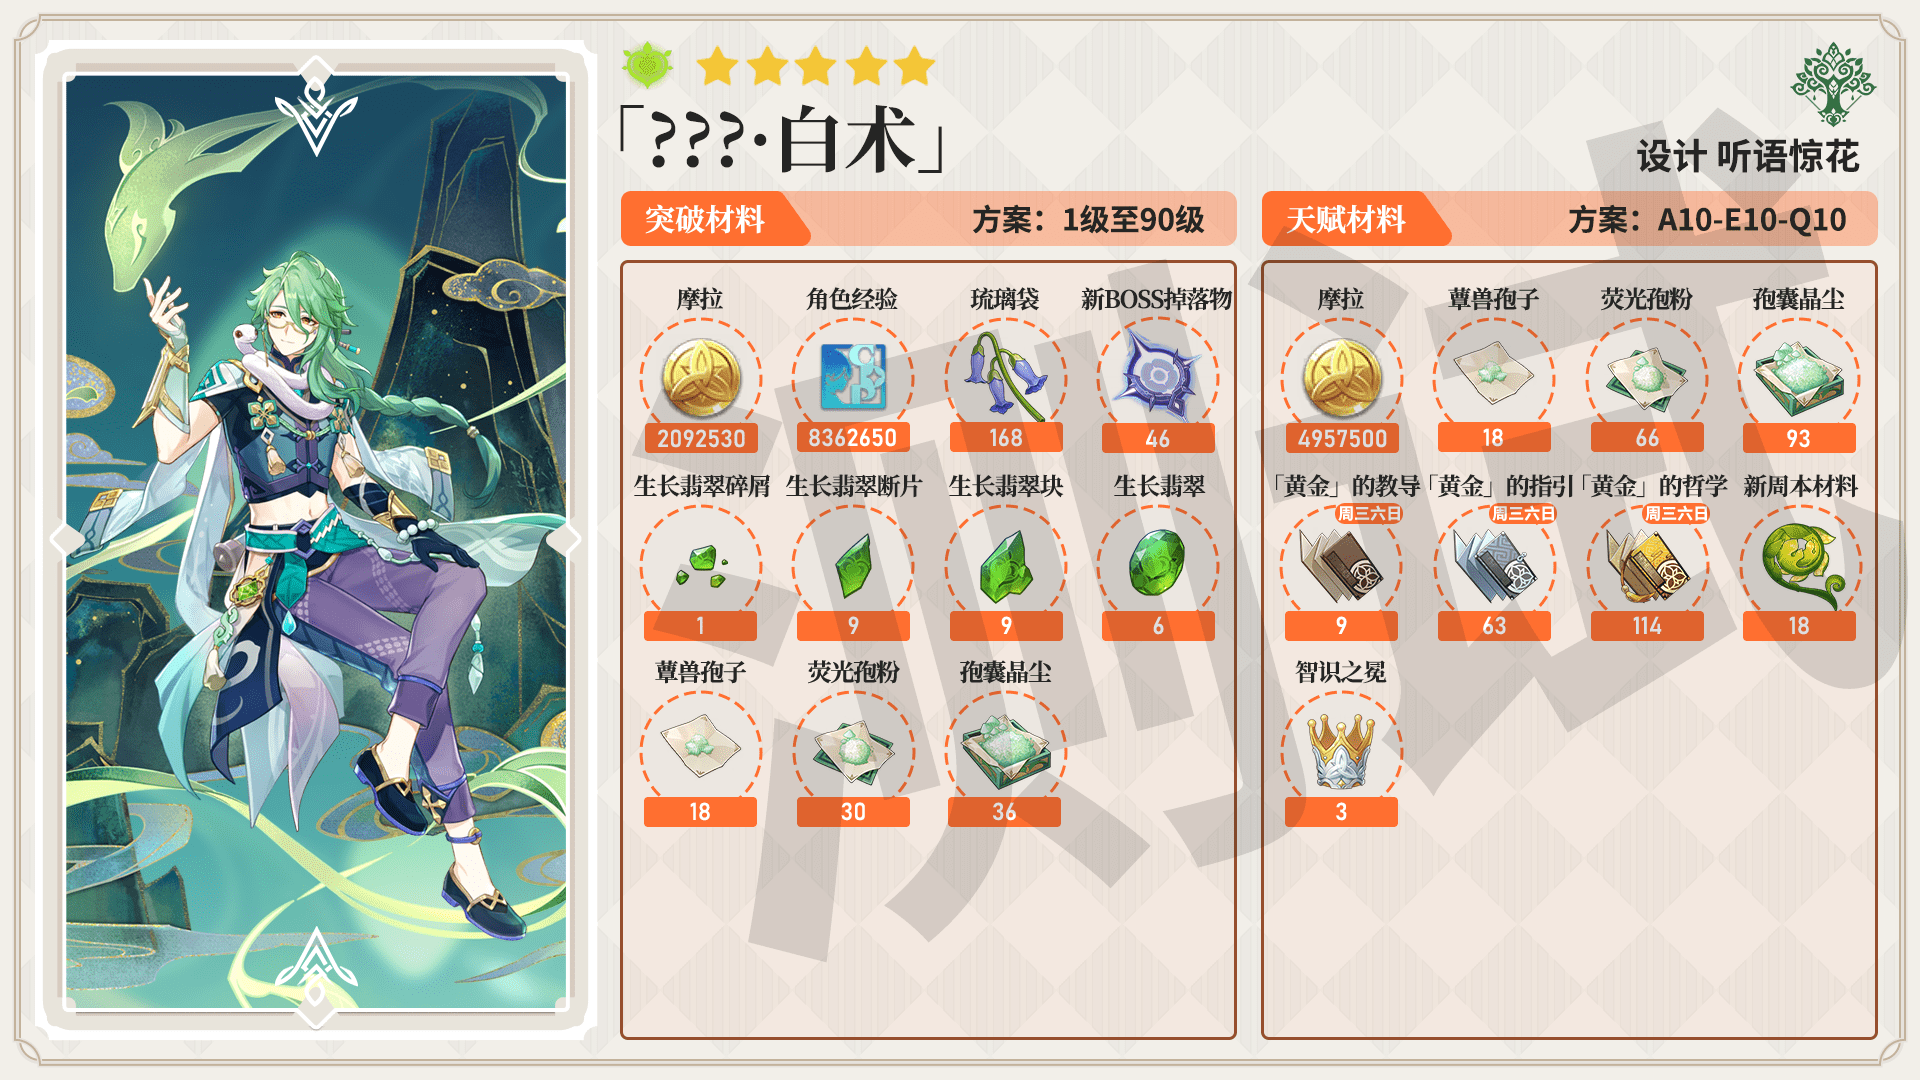 「???·白术」
设计 听语惊花
突破材料
方案：1级至90级
摩拉
角色经验
琉璃袋
新BOSS掉落物
2092530
8362650
168
46
生长翡翠碎屑
生长翡翠断片
生长翡翠块
生长翡翠
1
9
9
6
蕈兽孢子
荧光孢粉
孢囊晶尘
18
30
36
天赋材料
方案：A10-E10-Q10
摩拉
蕈兽孢子
荧光孢粉
孢囊晶尘
4957500
18
66
93
「黄金」的教导
「黄金」的指引
「黄金」的哲学
新周本材料
周三六日
周三六日
周三六日
9
63
114
18
智识之冕
3
测试